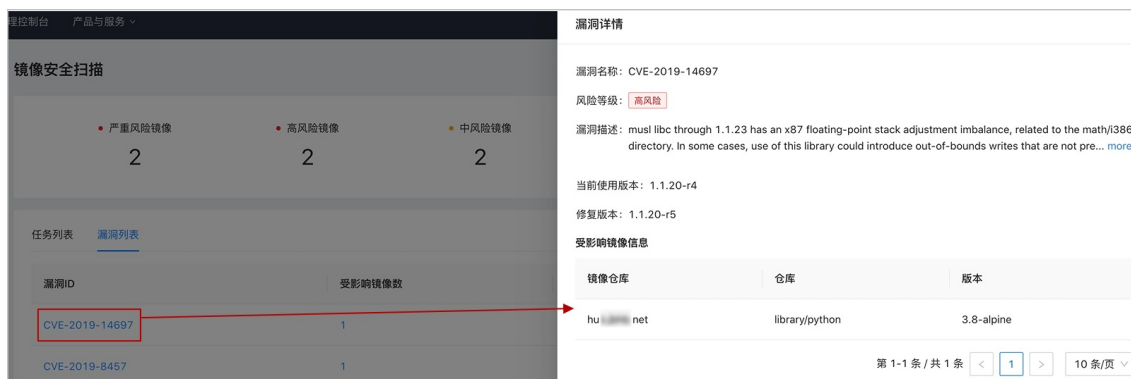 理控制台 产品与服务
镜像安全扫描
严重风险镜像 高风险镜像 中风险镜像
2 2 2
任务列表 漏洞列表
漏洞ID 受影响镜像数
CVE-2019-14697 1
CVE-2019-8457 1
漏洞详情
漏洞名称: CVE-2019-14697
风险等级: 高风险
漏洞描述: musl libc through 1.1.23 has an x87 floating-point stack adjustment imbalance, related to the math/i386
directory. In some cases, use of this library could introduce out-of-bounds writes that are not pre... more
当前使用版本: 1.1.20-r4
修复版本: 1.1.20-r5
受影响镜像信息
镜像仓库 仓库 版本
hu net library/python 3.8-alpine
第 1-1 条 / 共 1 条 < 1 > 10 条/页